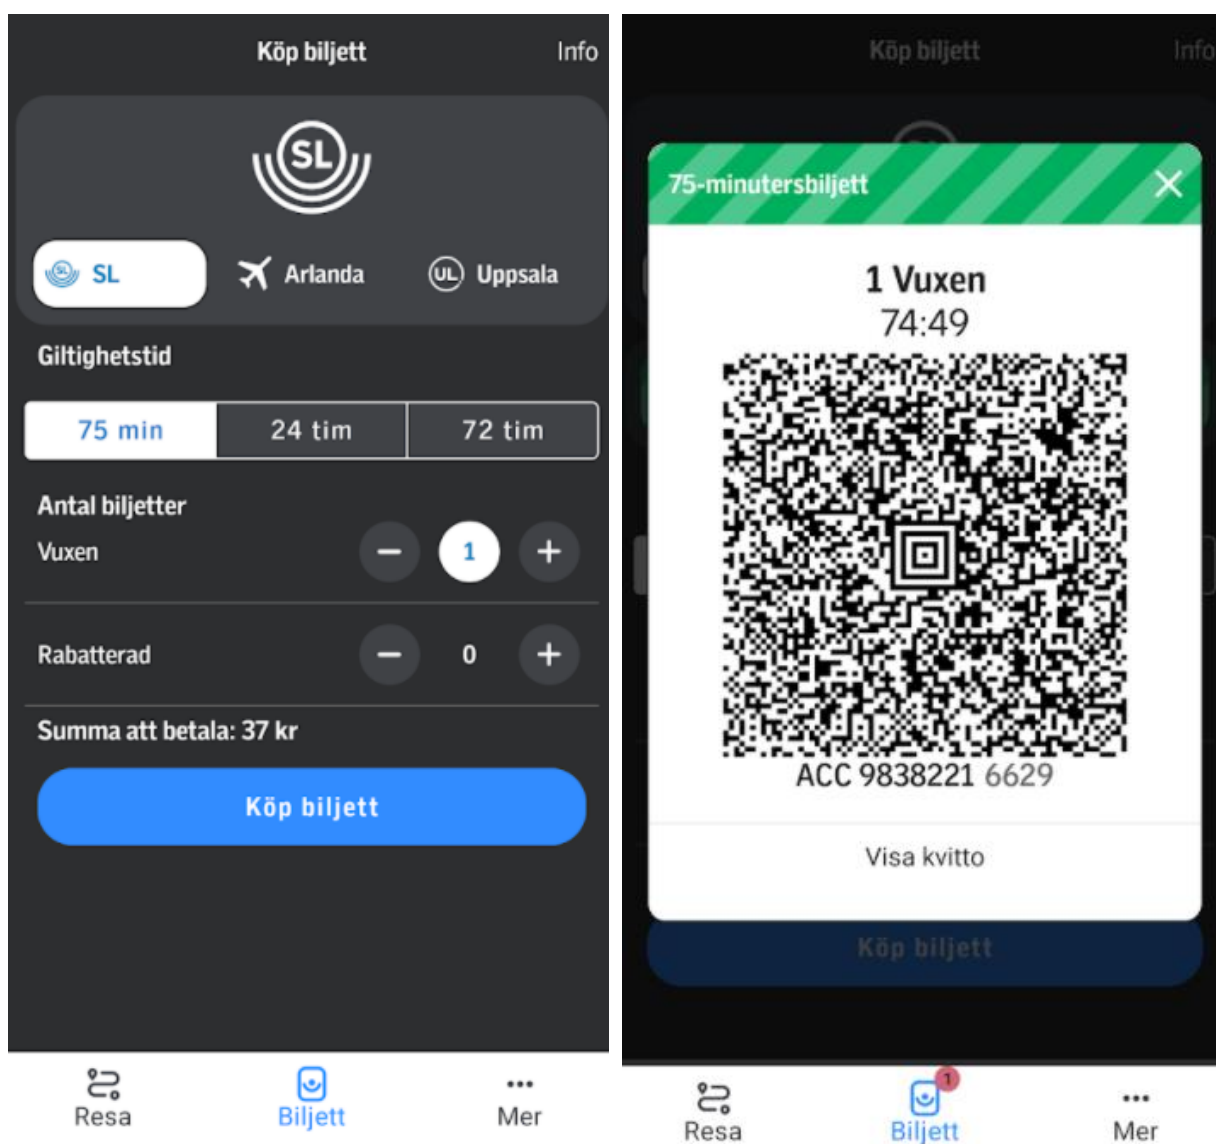 Köp biljett Info
SL
SL Arlanda UL Uppsala
Giltighetstid
75 min 24 tim 72 tim
Antal biljetter
Vuxen − 1 +
Rabatterad − 0 +
Summa att betala: 37 kr
Köp biljett
Resa Biljett Mer
Köp biljett Info
75-minutersbiljett
1 Vuxen
74:49
ACC 9838221 6629
Visa kvitto
Köp biljett
1
Resa Biljett Mer